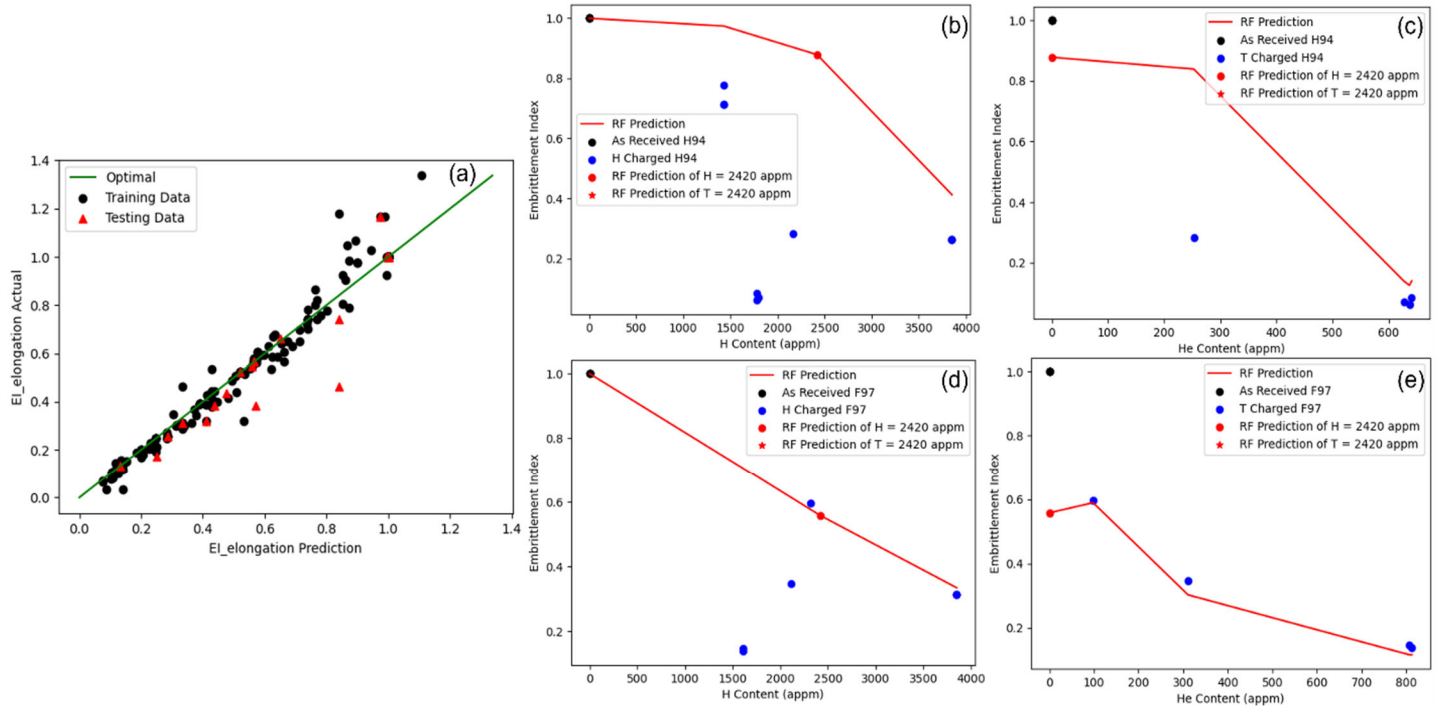 (a)
Optimal
Training Data
Testing Data
EI_elongation Actual
1.4
1.2
1.0
0.8
0.6
0.4
0.2
0.0
0.0 0.2 0.4 0.6 0.8 1.0 1.2 1.4
EI_elongation Prediction
(b)
RF Prediction
As Received H94
H Charged H94
RF Prediction of H = 2420 appm
RF Prediction of T = 2420 appm
Embrittlement Index
1.0
0.8
0.6
0.4
0.2
0 500 1000 1500 2000 2500 3000 3500 4000
H Content (appm)
(c)
RF Prediction
As Received H94
T Charged H94
RF Prediction of H = 2420 appm
RF Prediction of T = 2420 appm
Embrittlement Index
1.0
0.8
0.6
0.4
0.2
0 100 200 300 400 500 600
He Content (appm)
(d)
RF Prediction
As Received F97
H Charged F97
RF Prediction of H = 2420 appm
RF Prediction of T = 2420 appm
Embrittlement Index
1.0
0.8
0.6
0.4
0.2
0 500 1000 1500 2000 2500 3000 3500 4000
H Content (appm)
(e)
RF Prediction
As Received F97
T Charged F97
RF Prediction of H = 2420 appm
RF Prediction of T = 2420 appm
Embrittlement Index
1.0
0.8
0.6
0.4
0.2
0 100 200 300 400 500 600 700 800
He Content (appm)